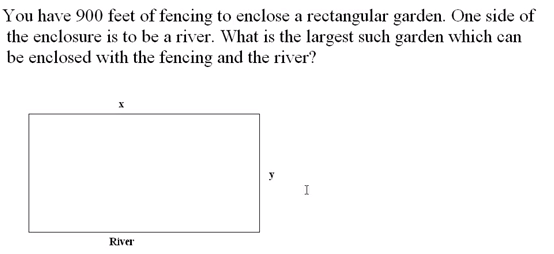 You have 900 feet of fencing to enclose a rectangular garden. One side of
the enclosure is to be a river. What is the largest such garden which can
be enclosed with the fencing and the river?
x
y
River